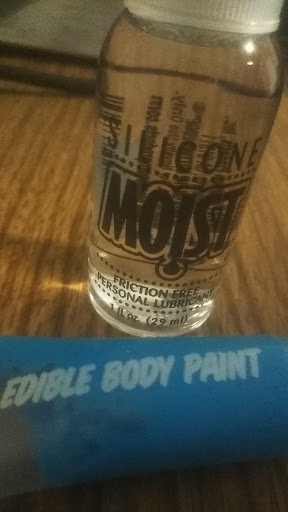 SILICONE
MOIST
FRICTION FREE
PERSONAL LUBRICANT
1 fl oz. (29 ml)
EDIBLE BODY PAINT